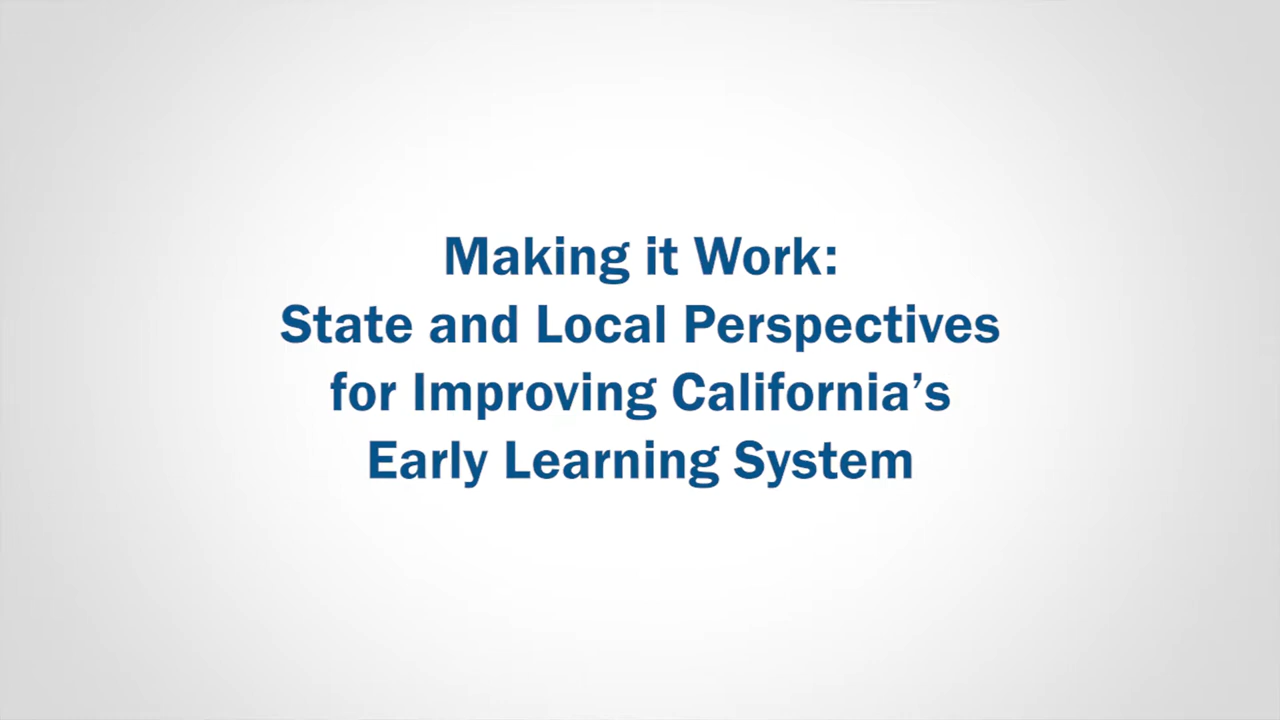 Making it Work:
State and Local Perspectives
for Improving California’s
Early Learning System